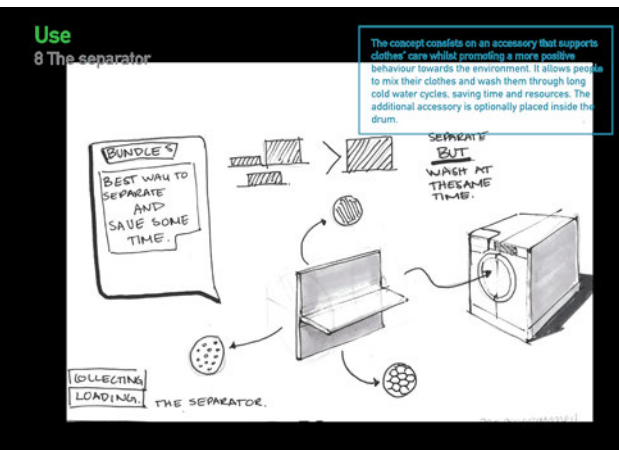 Use
8 The separator
The concept consists on an accessory that supports
clothes' care whilst promoting a more positive
behaviour towards the environment. It allows people
to mix their clothes and wash them through long
cold water cycles, saving time and resources. The
additional accessory is optionally placed inside the
drum.
BUNDLES
BEST WAY TO
SEPARATE
AND
SAVE SOME
TIME.
SEPARATE
BUT
WASH AT
THESAME
TIME.
COLLECTING
LOADING.
THE SEPARATOR.